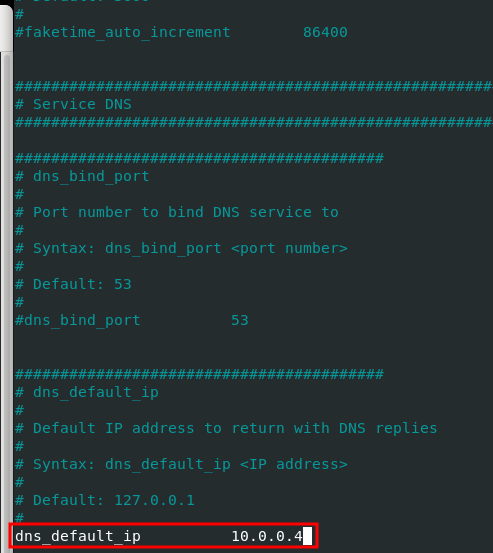 #
#faketime_auto_increment        86400
#####################################################
# Service DNS
#####################################################
#########################################
# dns_bind_port
#
# Port number to bind DNS service to
#
# Syntax: dns_bind_port <port number>
#
# Default: 53
#
#dns_bind_port          53
#########################################
# dns_default_ip
#
# Default IP address to return with DNS replies
#
# Syntax: dns_default_ip <IP address>
#
# Default: 127.0.0.1
#
dns_default_ip          10.0.0.4